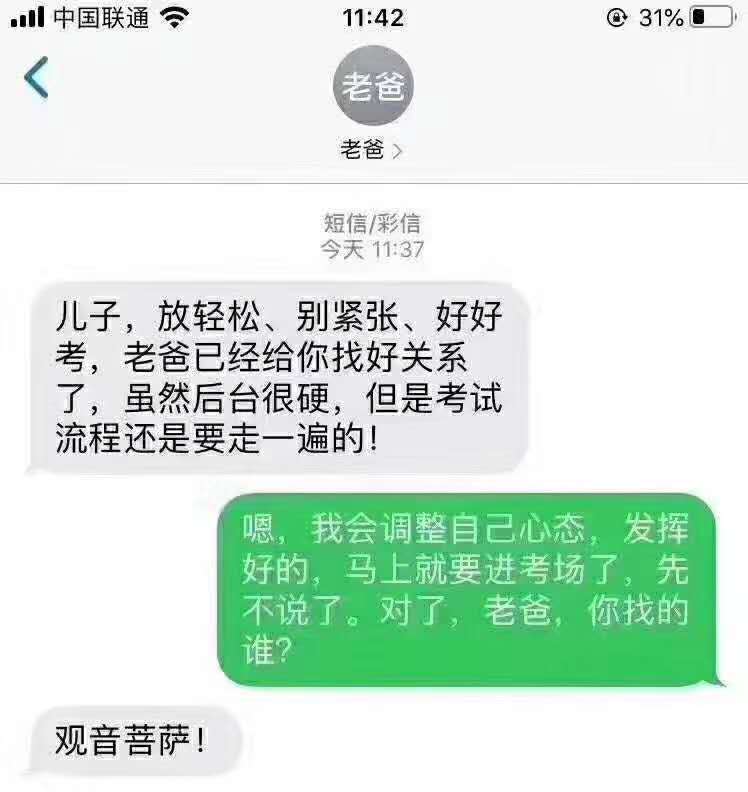 中国联通 11:42 31%
老爸
老爸
短信/彩信
今天 11:37
儿子，放轻松、别紧张、好好
考，老爸已经给你找好关系
了，虽然后台很硬，但是考试
流程还是要走一遍的！
嗯，我会调整自己心态，发挥
好的，马上就要进考场了，先
不说了。对了，老爸，你找的
谁？
观音菩萨！